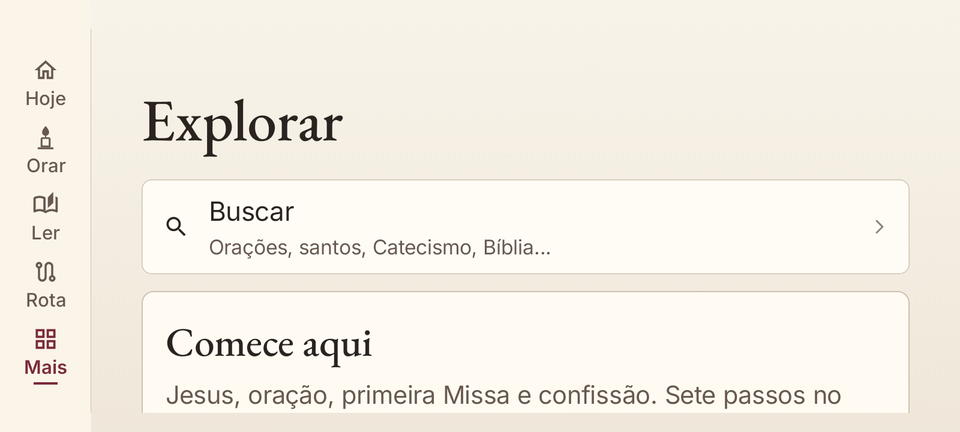 Hoje
Orar
Ler
Rota
Mais
Explorar
Buscar
Orações, santos, Catecismo, Bíblia...
Comece aqui
Jesus, oração, primeira Missa e confissão. Sete passos no